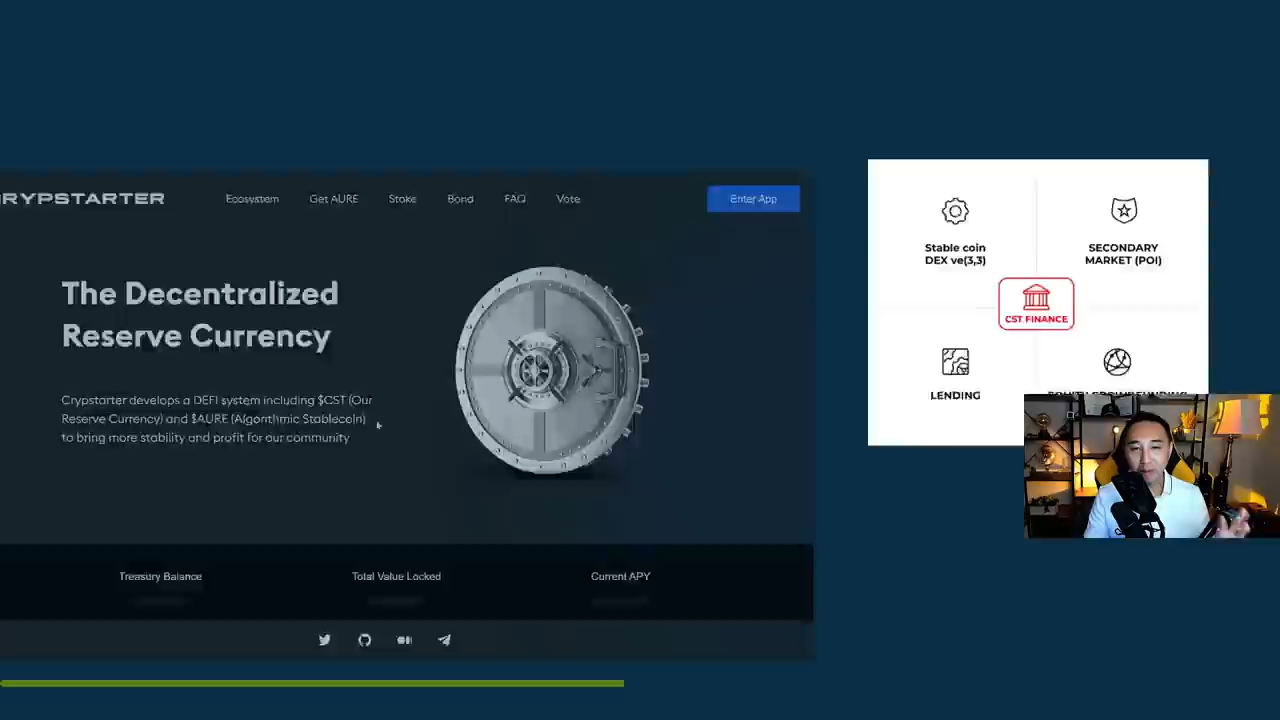 RYPSTARTER
Ecosystem
Get AURE
Stake
Bond
FAQ
Vote
Enter App
The Decentralized
Reserve Currency
Crypstarter develops a DEFI system including $CST (Our
Reserve Currency) and $AURE (Algorithmic Stablecoin)
to bring more stability and profit for our community
Treasury Balance
Total Value Locked
Current APY
Stable coin
DEX ve(3,3)
SECONDARY
MARKET (POI)
CST FINANCE
LENDING